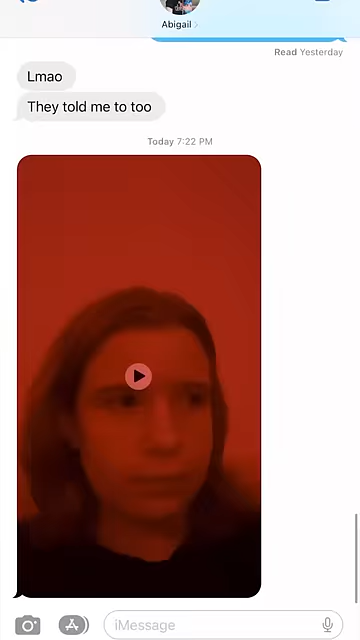 Abigail
Read Yesterday
Lmao
They told me to too
Today 7:22 PM
iMessage